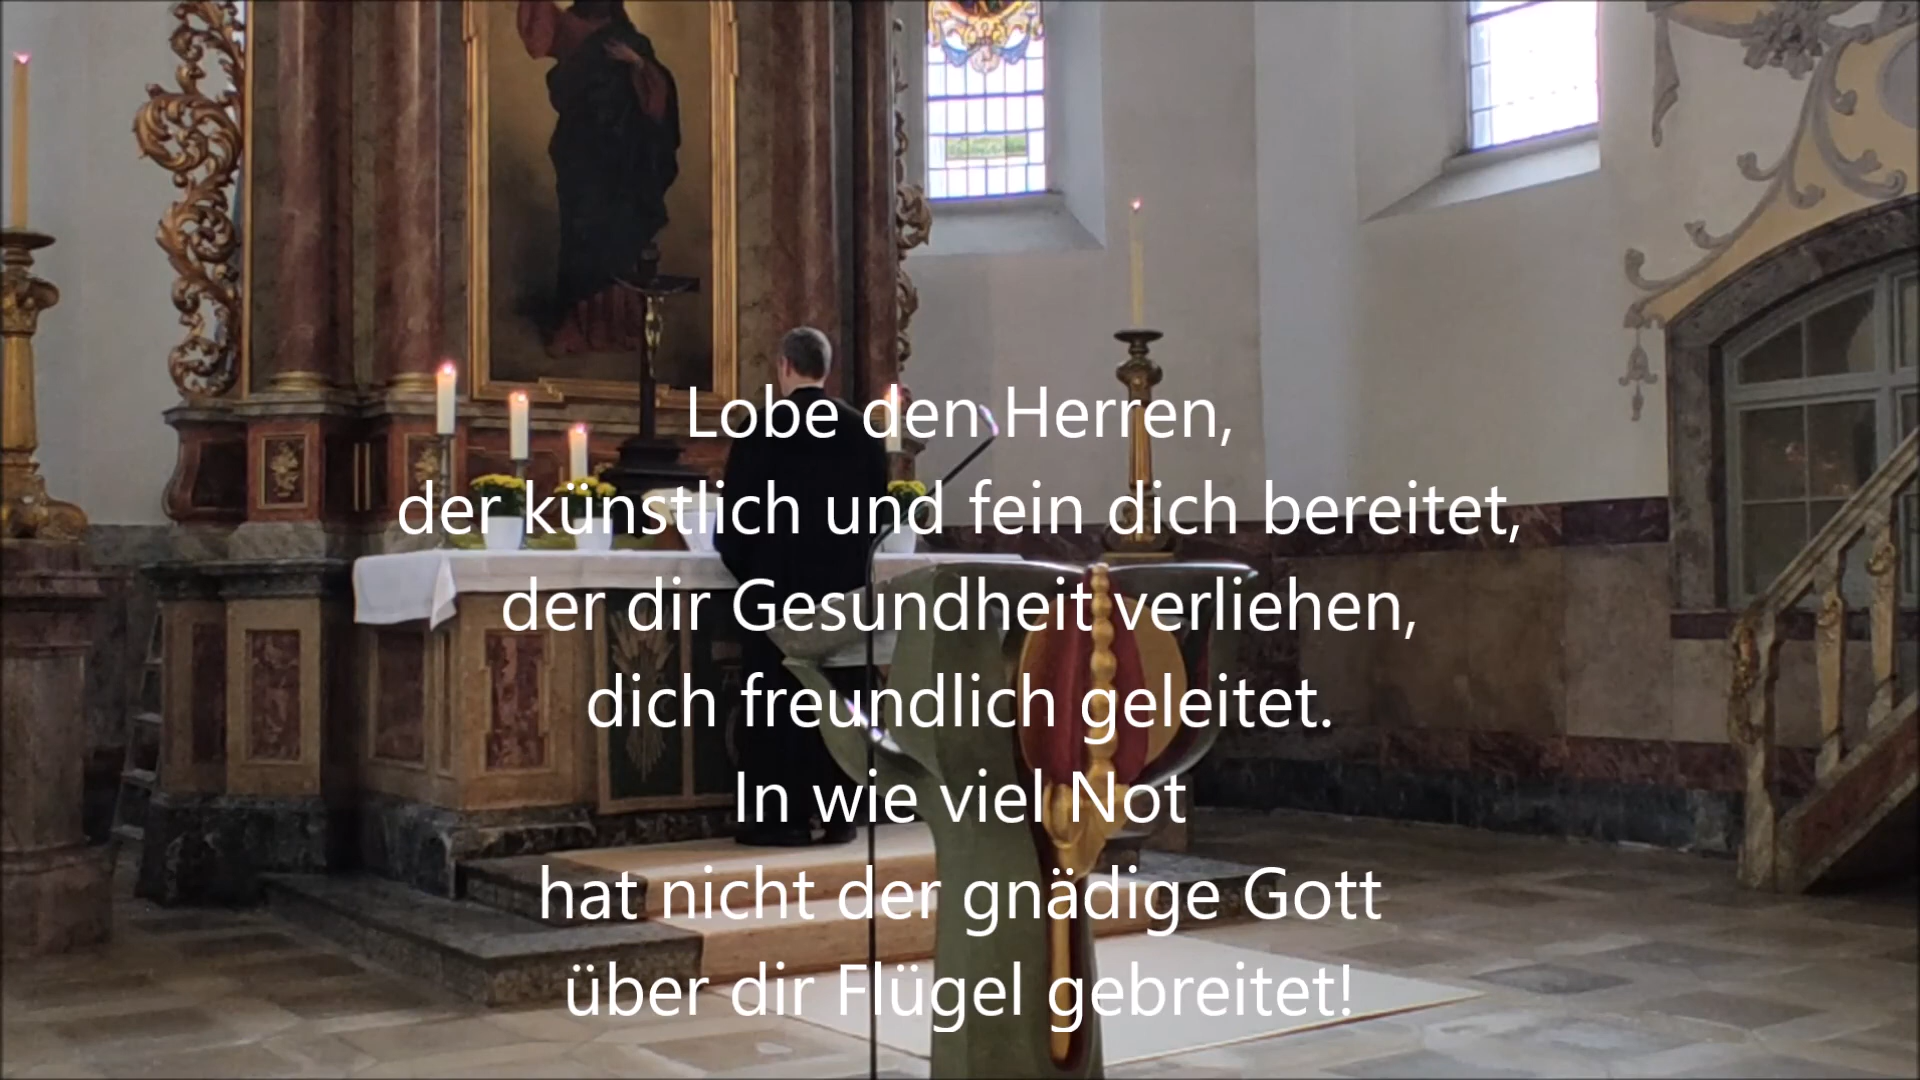 Lobe den Herren,
der künstlich und fein dich bereitet,
der dir Gesundheit verliehen,
dich freundlich geleitet.
In wie viel Not
hat nicht der gnädige Gott
über dir Flügel gebreitet!